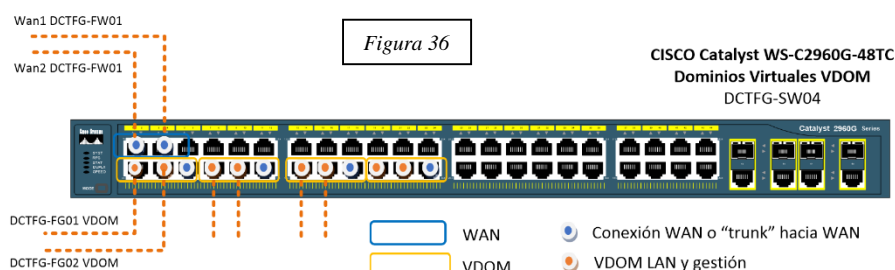 Wan1 DCTFG-FW01
Wan2 DCTFG-FW01
Figura 36
CISCO Catalyst WS-C2960G-48TC
Dominios Virtuales VDOM
DCTFG-SW04
Catalyst 2960G Series
DCTFG-FG01 VDOM
DCTFG-FG02 VDOM
WAN
Conexión WAN o “trunk” hacia WAN
VDOM
VDOM LAN y gestión